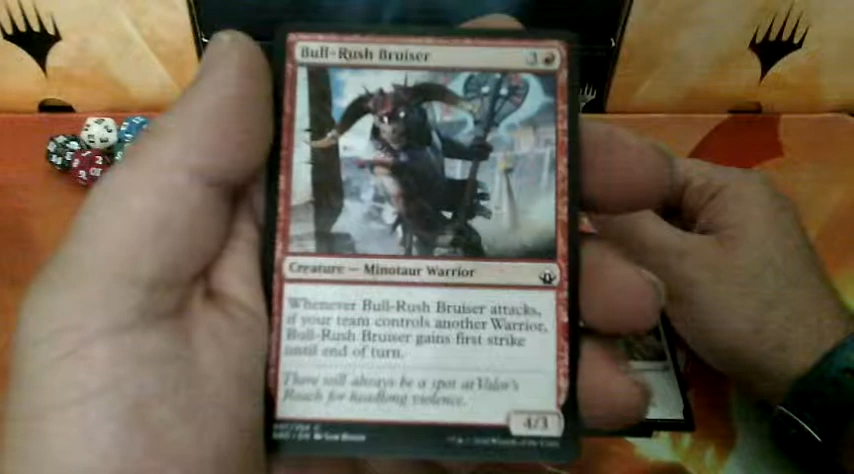 Bull-Rush Bruiser 3
Creature — Minotaur Warrior
Whenever Bull-Rush Bruiser attacks,
if your team controls another Warrior,
Bull-Rush Bruiser gains first strike
until end of turn.
There will always be a spot at Valor's
Reach for headlong violence.
4/3